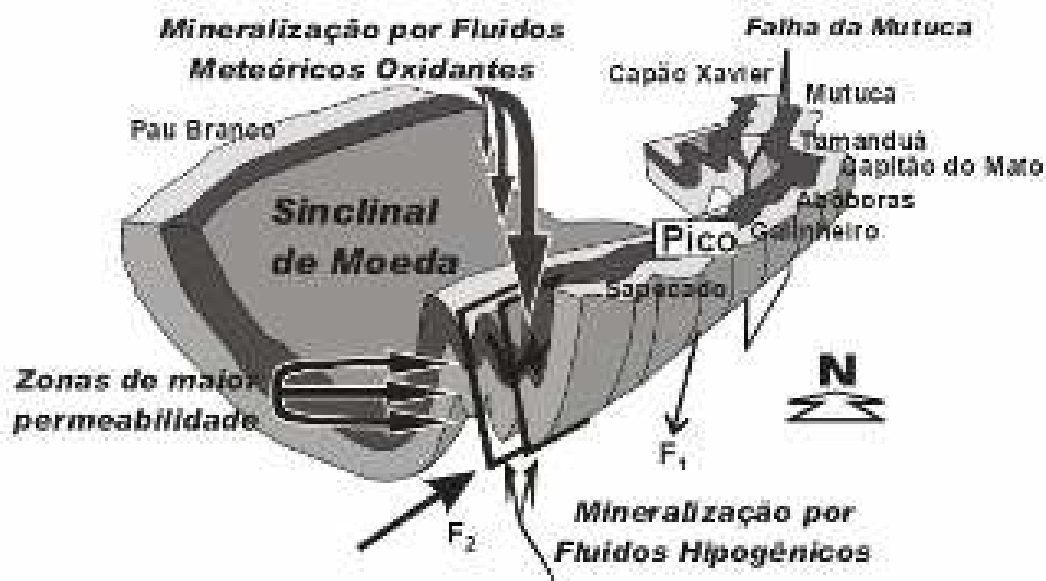 Mineralização por Fluidos
Meteóricos Oxidantes
Falha da Mutuca
Capão Xavier
Mutuca
?
Pau Branco
Tamanduá
Capitão do Mato
Abóboras
Sinclinal
de Moeda
Pico
Galinheiro
Sapecado
Zonas de maior
permeabilidade
N
F₁
F₂
Mineralização por
Fluidos Hipogênicos